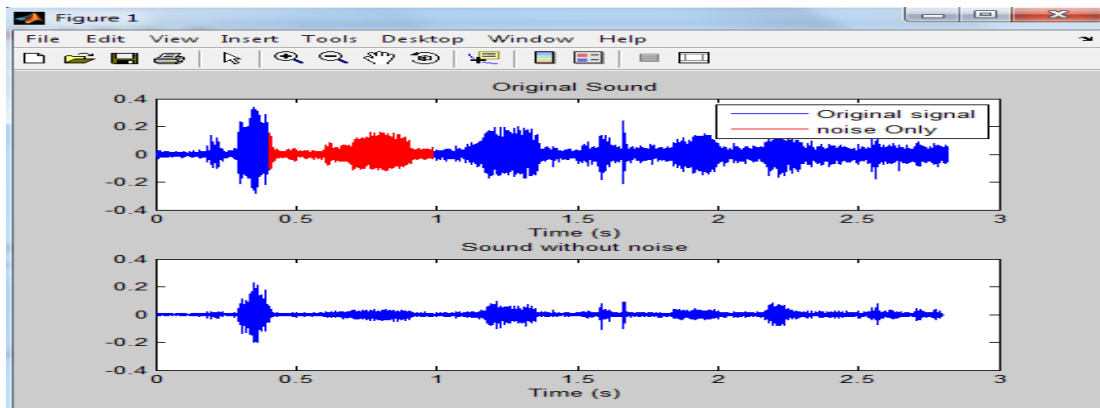 Figure 1
File Edit View Insert Tools Desktop Window Help
Original Sound
0.4
0.2
0
-0.2
-0.4
Original signal
noise Only
0 0.5 1 1.5 2 2.5 3
Time (s)
Sound without noise
0.4
0.2
0
-0.2
-0.4
0 0.5 1 1.5 2 2.5 3
Time (s)